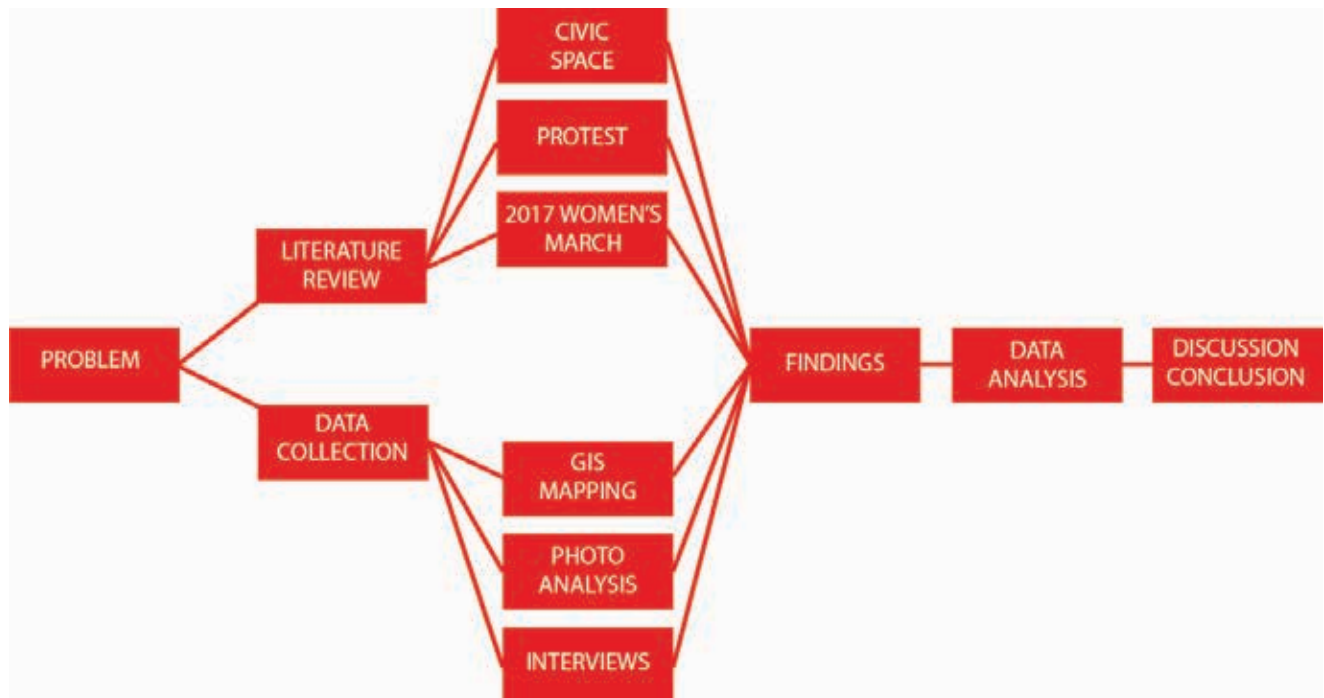 CIVIC
SPACE
PROTEST
2017 WOMEN'S
MARCH
LITERATURE
REVIEW
PROBLEM
DATA
COLLECTION
GIS
MAPPING
PHOTO
ANALYSIS
INTERVIEWS
FINDINGS
DATA
ANALYSIS
DISCUSSION
CONCLUSION